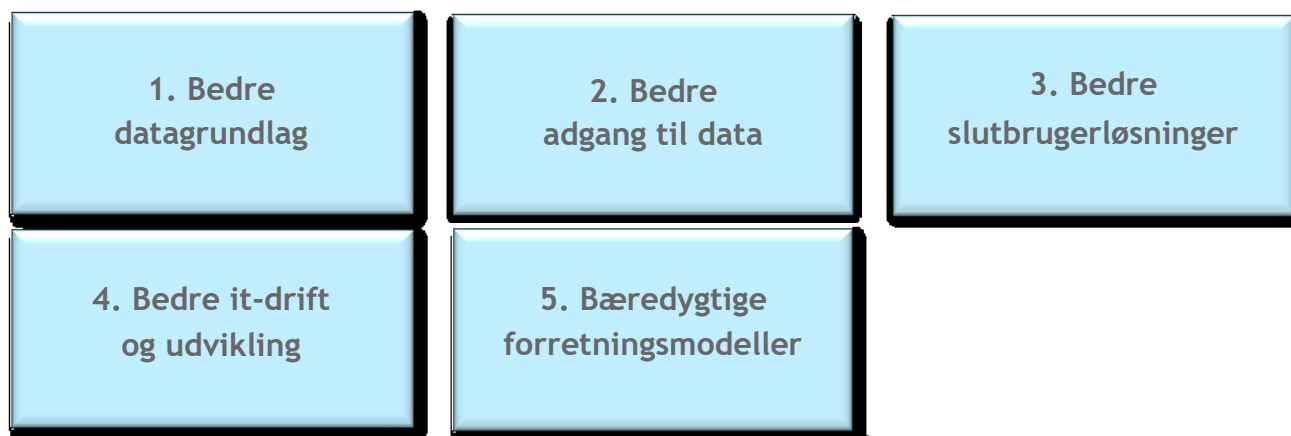 1. Bedre
datagrundlag
2. Bedre
adgang til data
3. Bedre
slutbrugerløsninger
4. Bedre it-drift
og udvikling
5. Bæredygtige
forretningsmodeller